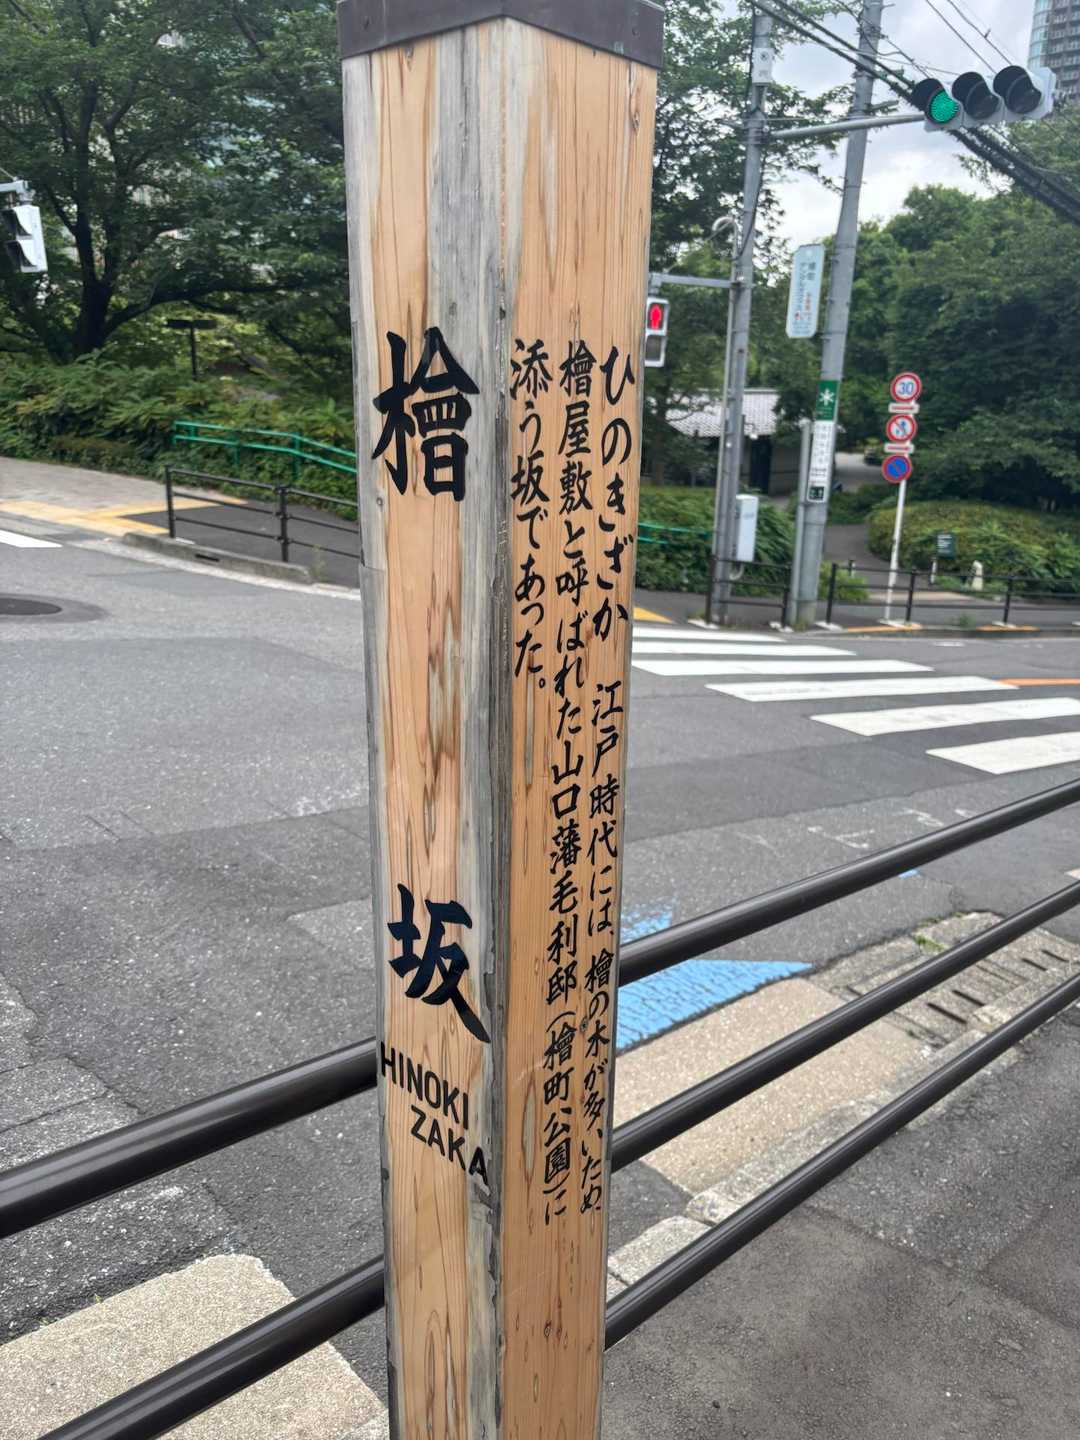 檜坂
HINOKI
ZAKA
ひのきざか 江戸時代には、檜の木が多いため、
檜屋敷と呼ばれた山口藩毛利邸(檜町公園)に
添う坂であった。
30